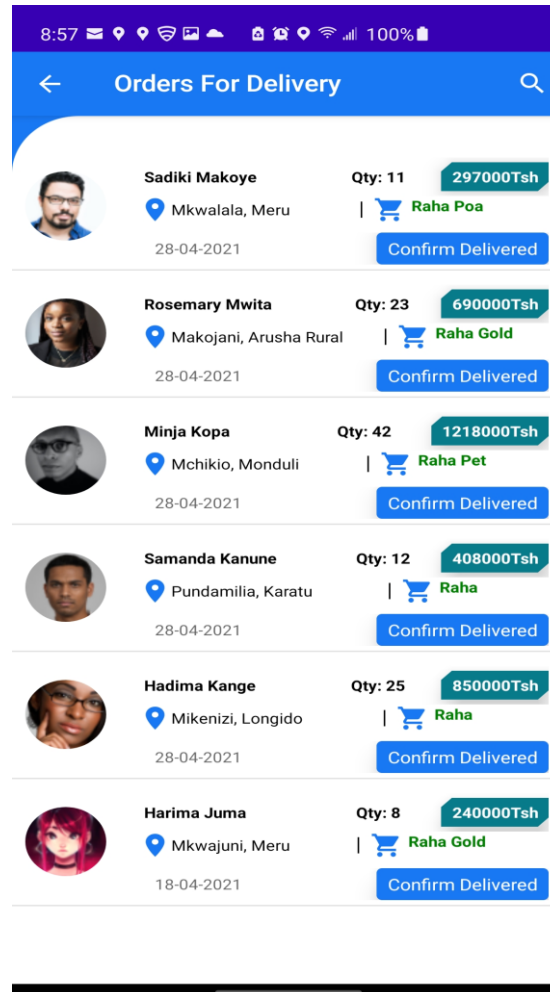 8:57 100%
Orders For Delivery
Sadiki Makoye Qty: 11 297000Tsh
Mkwalala, Meru | Raha Poa
28-04-2021 Confirm Delivered
Rosemary Mwita Qty: 23 690000Tsh
Makojani, Arusha Rural | Raha Gold
28-04-2021 Confirm Delivered
Minja Kopa Qty: 42 1218000Tsh
Mchikio, Monduli | Raha Pet
28-04-2021 Confirm Delivered
Samanda Kanune Qty: 12 408000Tsh
Pundamilia, Karatu | Raha
28-04-2021 Confirm Delivered
Hadima Kange Qty: 25 850000Tsh
Mikenizi, Longido | Raha
28-04-2021 Confirm Delivered
Harima Juma Qty: 8 240000Tsh
Mkwajuni, Meru | Raha Gold
18-04-2021 Confirm Delivered